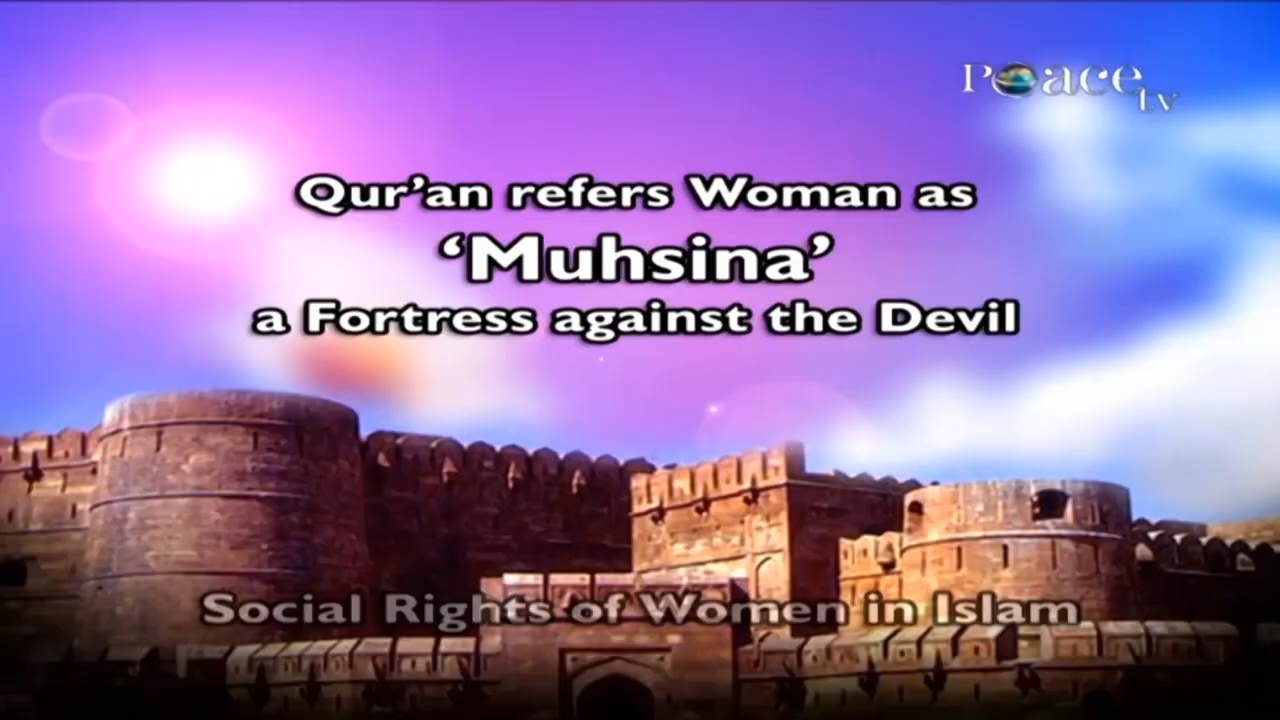 Peace tv
Qur’an refers Woman as
‘Muhsina’
a Fortress against the Devil
Social Rights of Women in Islam